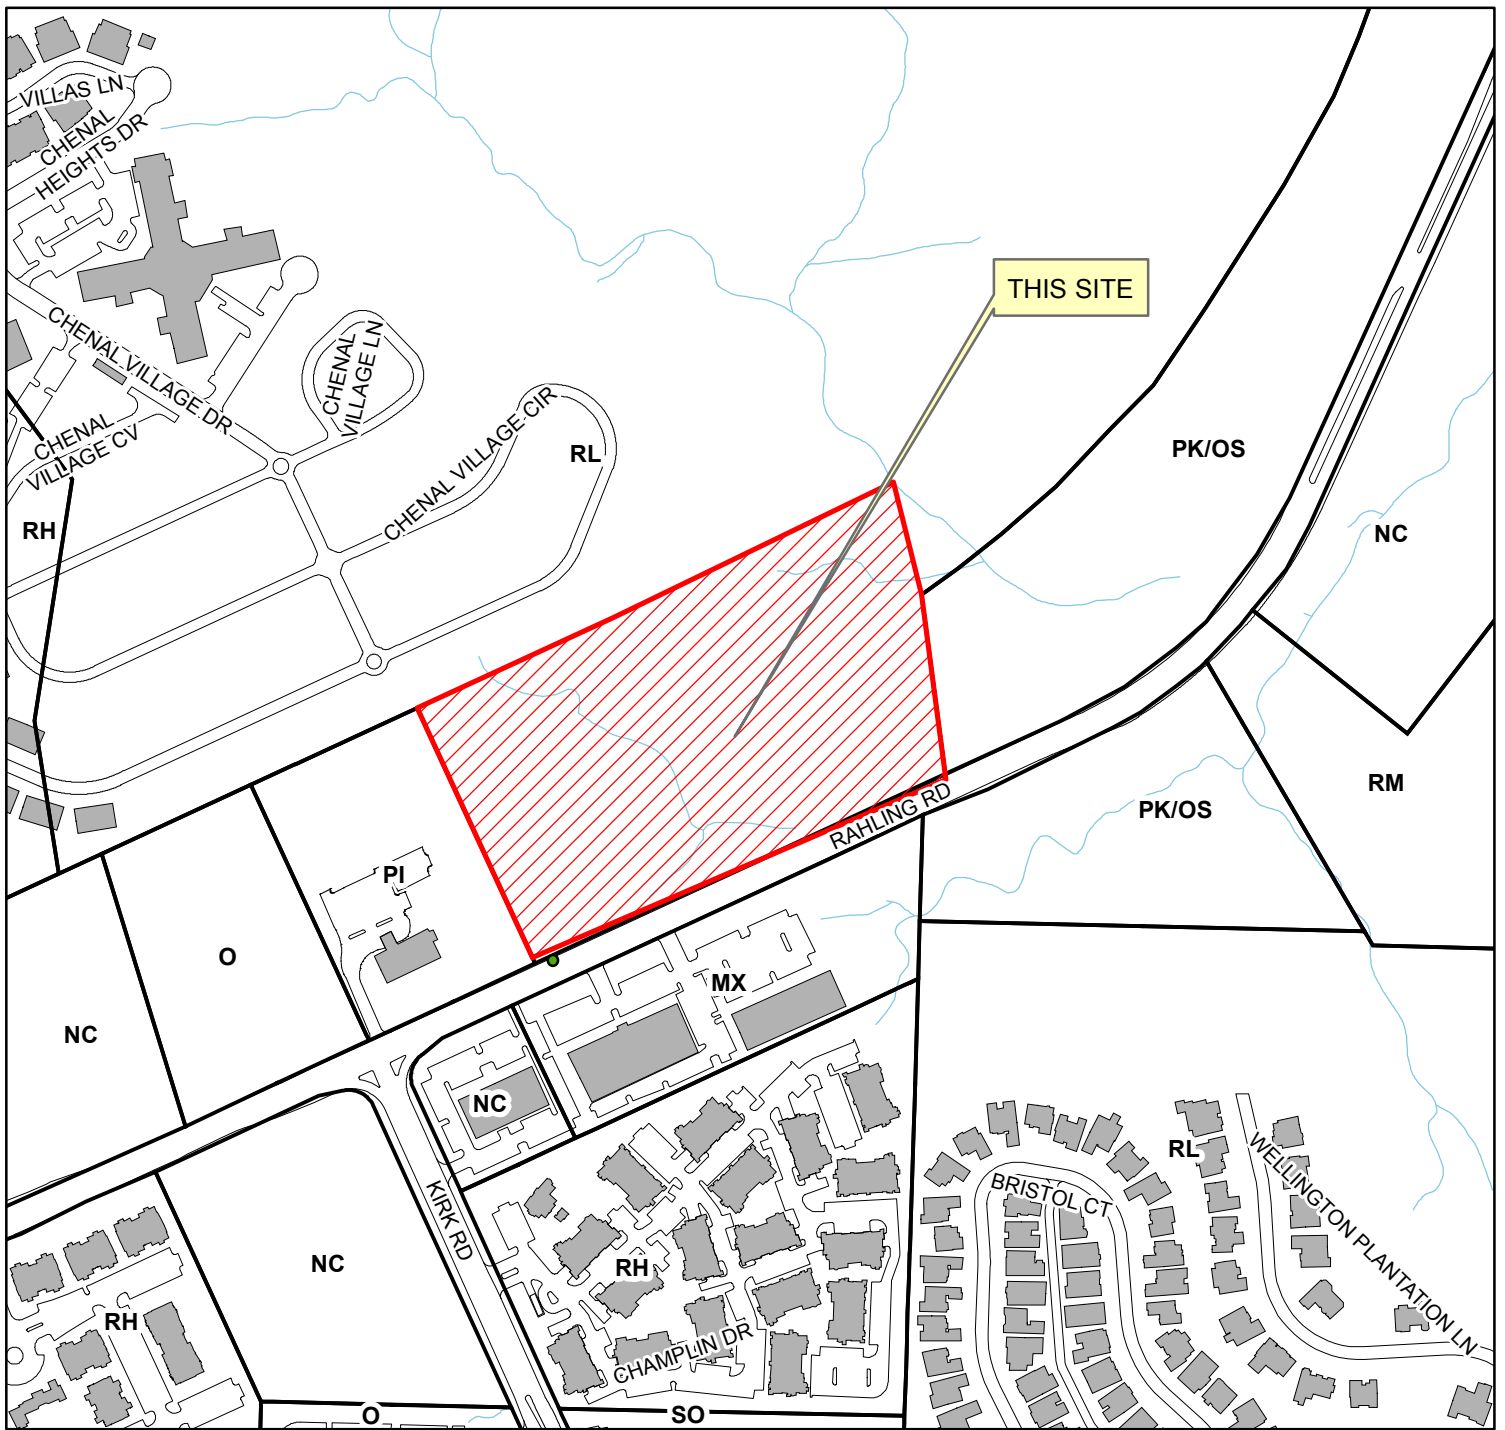 VILLAS LN
CHENAL
HEIGHTS DR
THIS SITE
CHENAL VILLAGE DR
CHENAL
VILLAGE LN
CHENAL
VILLAGE CV
CHENAL VILLAGE CIR
RL
PK/OS
RH
NC
RM
PK/OS
RAHLING RD
PI
O
MX
NC
NC
RL
WELLINGTON PLANTATION LN
BRISTOL CT
KIRK RD
NC
RH
RH
CHAMPLIN DR
O
SO